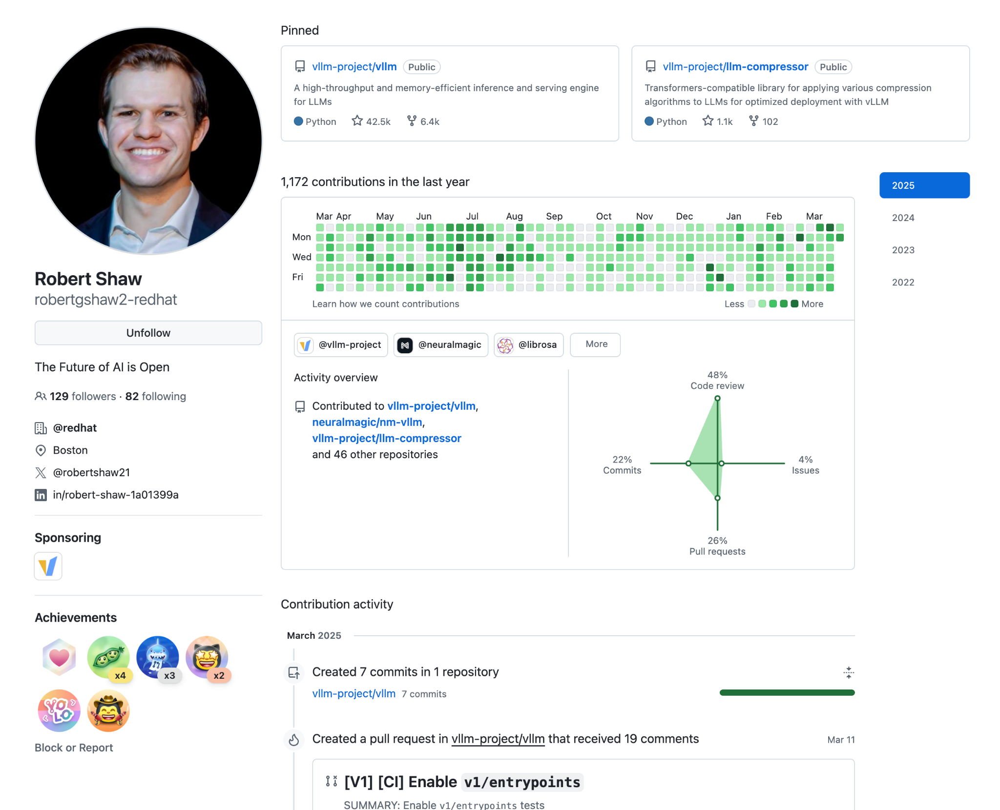 Robert Shaw
robertgshaw2-redhat
Unfollow
The Future of AI is Open
129 followers · 82 following
@redhat
Boston
@robertshaw21
in/robert-shaw-1a01399a
Sponsoring
Achievements
x4
x3
x2
YOLO
Block or Report
Pinned
vllm-project/vllm Public
A high-throughput and memory-efficient inference and serving engine
for LLMs
Python 42.5k 6.4k
vllm-project/llm-compressor Public
Transformers-compatible library for applying various compression
algorithms to LLMs for optimized deployment with vLLM
Python 1.1k 102
1,172 contributions in the last year
Mar Apr May Jun Jul Aug Sep Oct Nov Dec Jan Feb Mar
Mon
Wed
Fri
Learn how we count contributions
Less More
2025
2024
2023
2022
@vllm-project @neuralmagic @librosa More
Activity overview
Contributed to vllm-project/vllm,
neuralmagic/nm-vllm,
vllm-project/llm-compressor
and 46 other repositories
48%
Code review
22%
Commits
4%
Issues
26%
Pull requests
Contribution activity
March 2025
Created 7 commits in 1 repository
vllm-project/vllm 7 commits
Created a pull request in vllm-project/vllm that received 19 comments Mar 11
[V1] [CI] Enable v1/entrypoints
SUMMARY: Enable v1/entrypoints tests